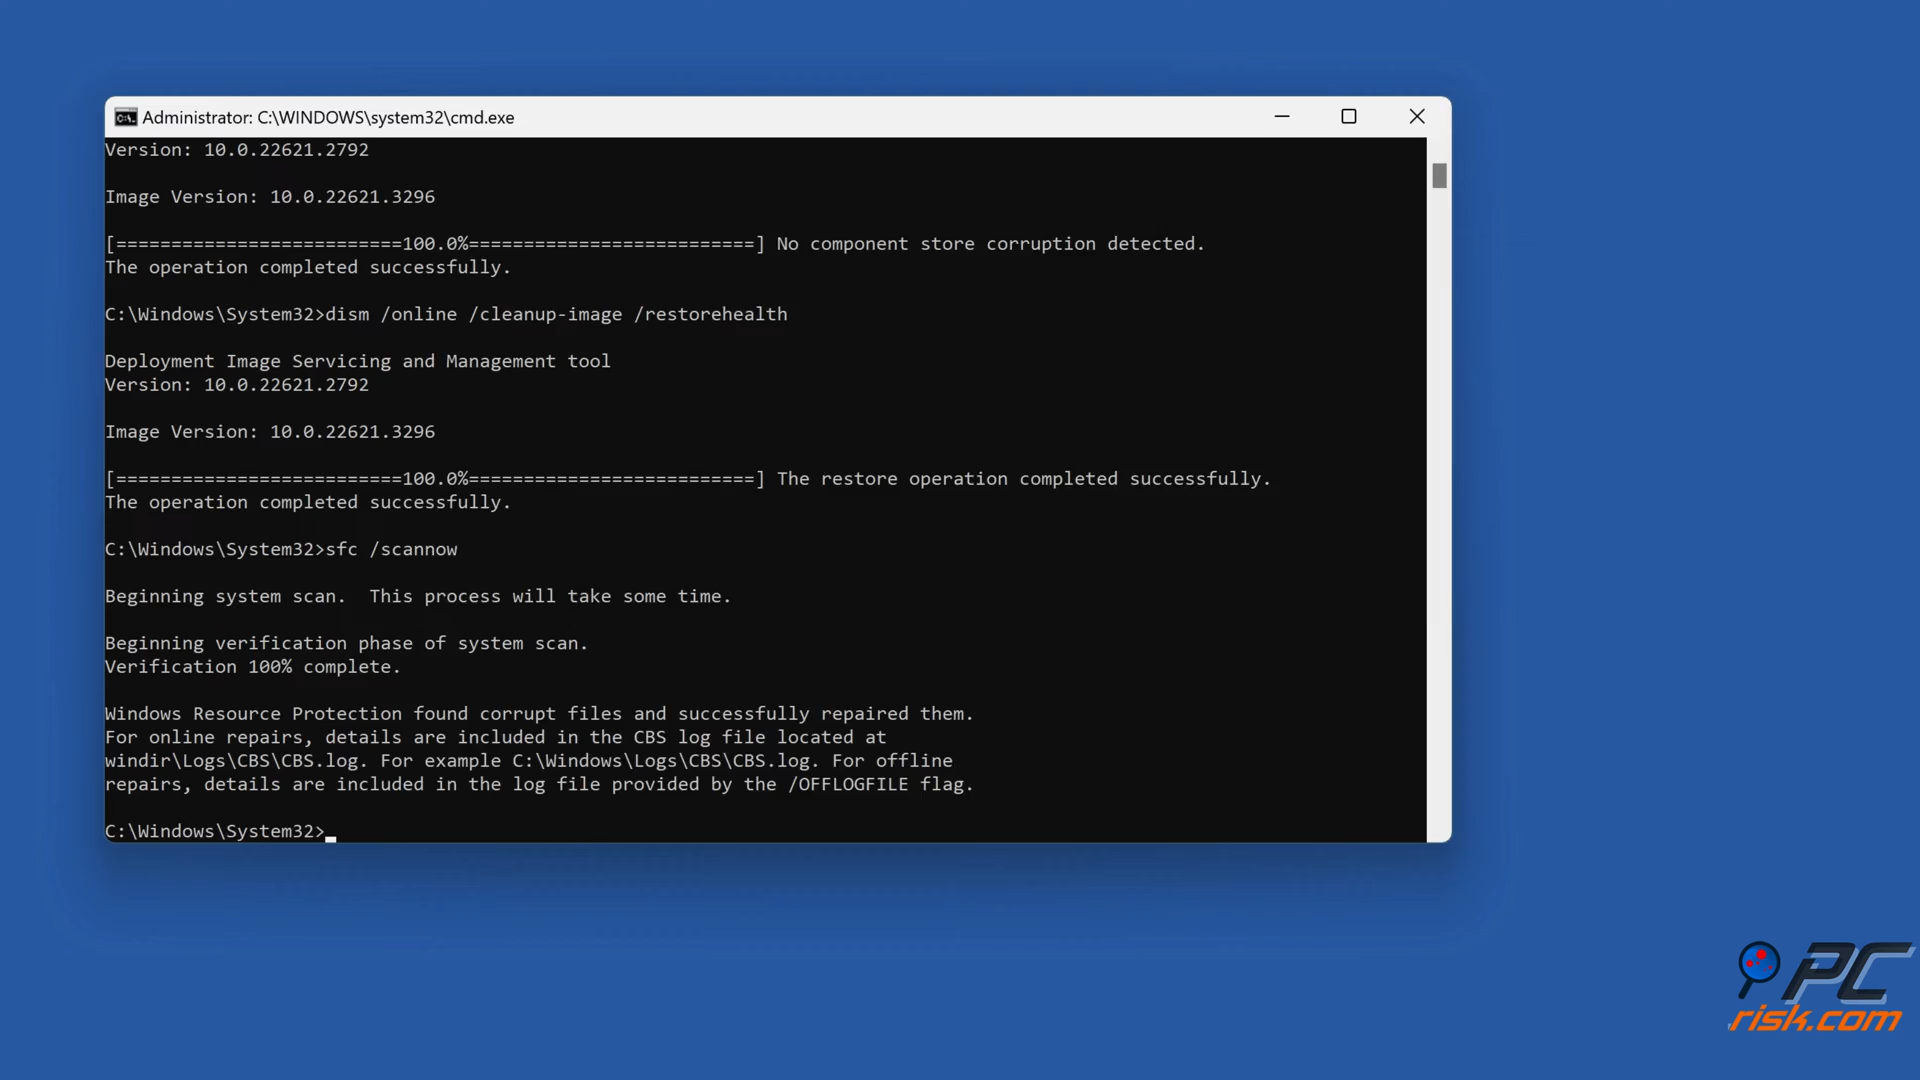 Administrator: C:\WINDOWS\system32\cmd.exe
Version: 10.0.22621.2792
Image Version: 10.0.22621.3296
[==========================100.0%==========================] No component store corruption detected.
The operation completed successfully.
C:\Windows\System32>dism /online /cleanup-image /restorehealth
Deployment Image Servicing and Management tool
Version: 10.0.22621.2792
Image Version: 10.0.22621.3296
[==========================100.0%==========================] The restore operation completed successfully.
The operation completed successfully.
C:\Windows\System32>sfc /scannow
Beginning system scan.  This process will take some time.
Beginning verification phase of system scan.
Verification 100% complete.
Windows Resource Protection found corrupt files and successfully repaired them.
For online repairs, details are included in the CBS log file located at
windir\Logs\CBS\CBS.log. For example C:\Windows\Logs\CBS\CBS.log. For offline
repairs, details are included in the log file provided by the /OFFLOGFILE flag.
C:\Windows\System32>
PC
risk.com